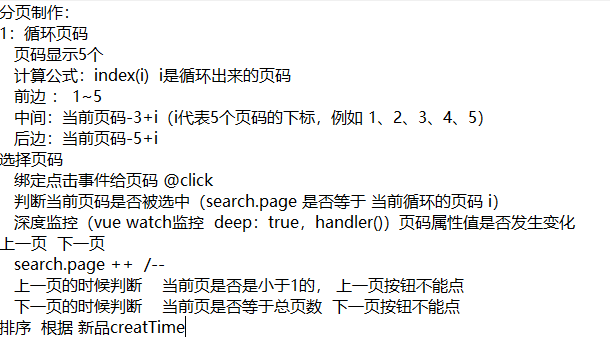 分页制作：
1：循环页码
页码显示5个
计算公式：index(i)  i是循环出来的页码
前边 ： 1~5
中间：当前页码-3+i（i代表5个页码的下标，例如 1、2、3、4、5）
后边：当前页码-5+i
选择页码
绑定点击事件给页码 @click
判断当前页码是否被选中（search.page 是否等于 当前循环的页码 i）
深度监控（vue watch监控  deep：true，handler()）页码属性值是否发生变化
上一页  下一页
search.page ++  /--
上一页的时候判断    当前页是否是小于1的， 上一页按钮不能点
下一页的时候判断    当前页是否等于总页数  下一页按钮不能点
排序  根据 新品creatTime